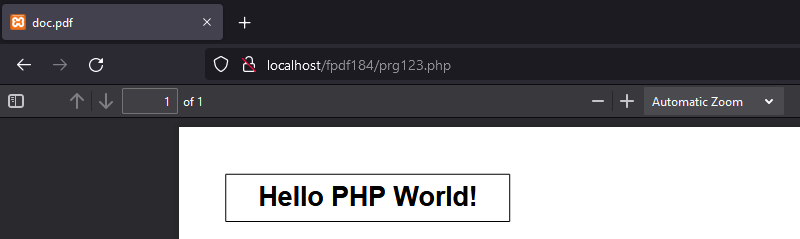 doc.pdf
localhost/fpdf184/prg123.php
1 of 1
Automatic Zoom
Hello PHP World!